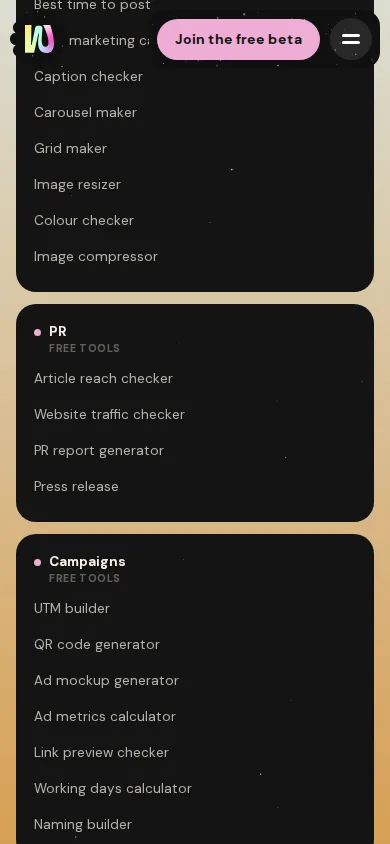 Best time to post
marketing ca
Join the free beta
Caption checker
Carousel maker
Grid maker
Image resizer
Colour checker
Image compressor
PR
FREE TOOLS
Article reach checker
Website traffic checker
PR report generator
Press release
Campaigns
FREE TOOLS
UTM builder
QR code generator
Ad mockup generator
Ad metrics calculator
Link preview checker
Working days calculator
Naming builder